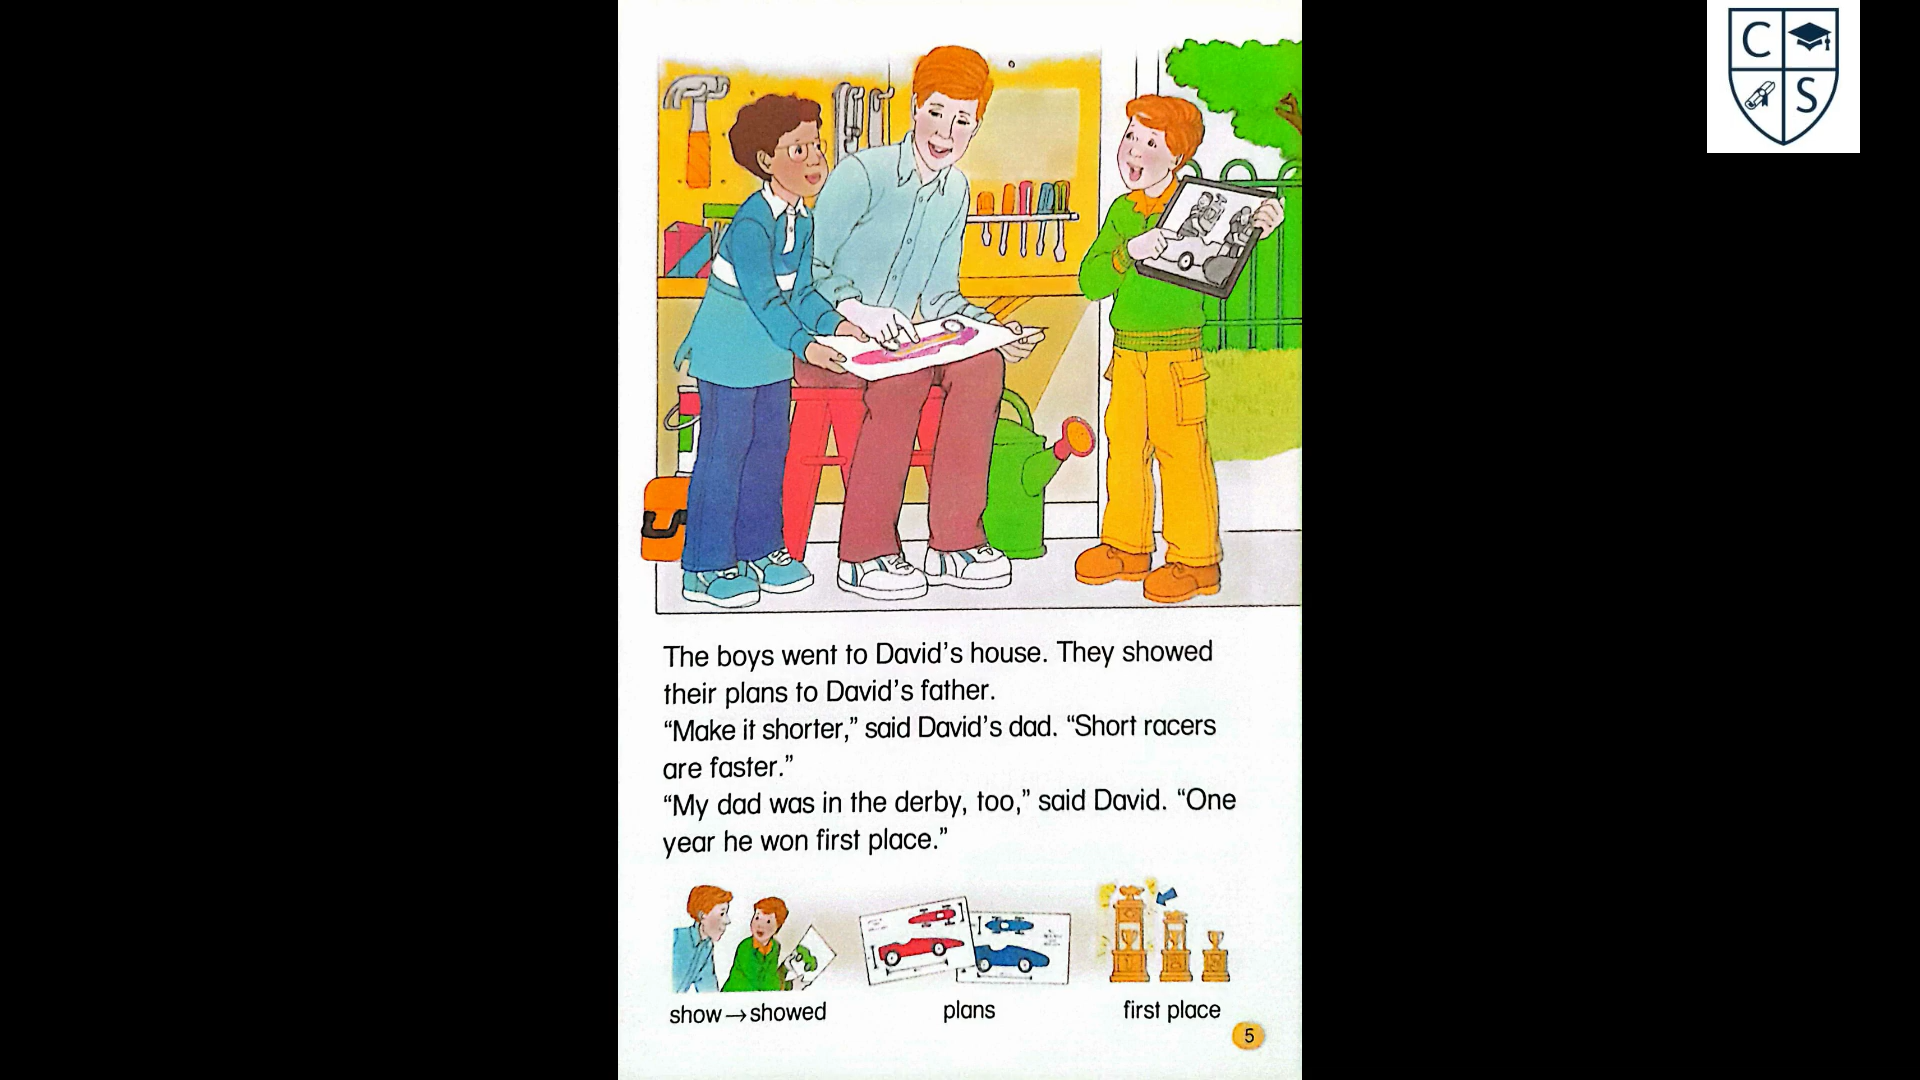 C
S
The boys went to David's house. They showed
their plans to David's father.
“Make it shorter,” said David's dad. “Short racers
are faster.”
“My dad was in the derby, too,” said David. “One
year he won first place.”
show→showed
plans
first place
5